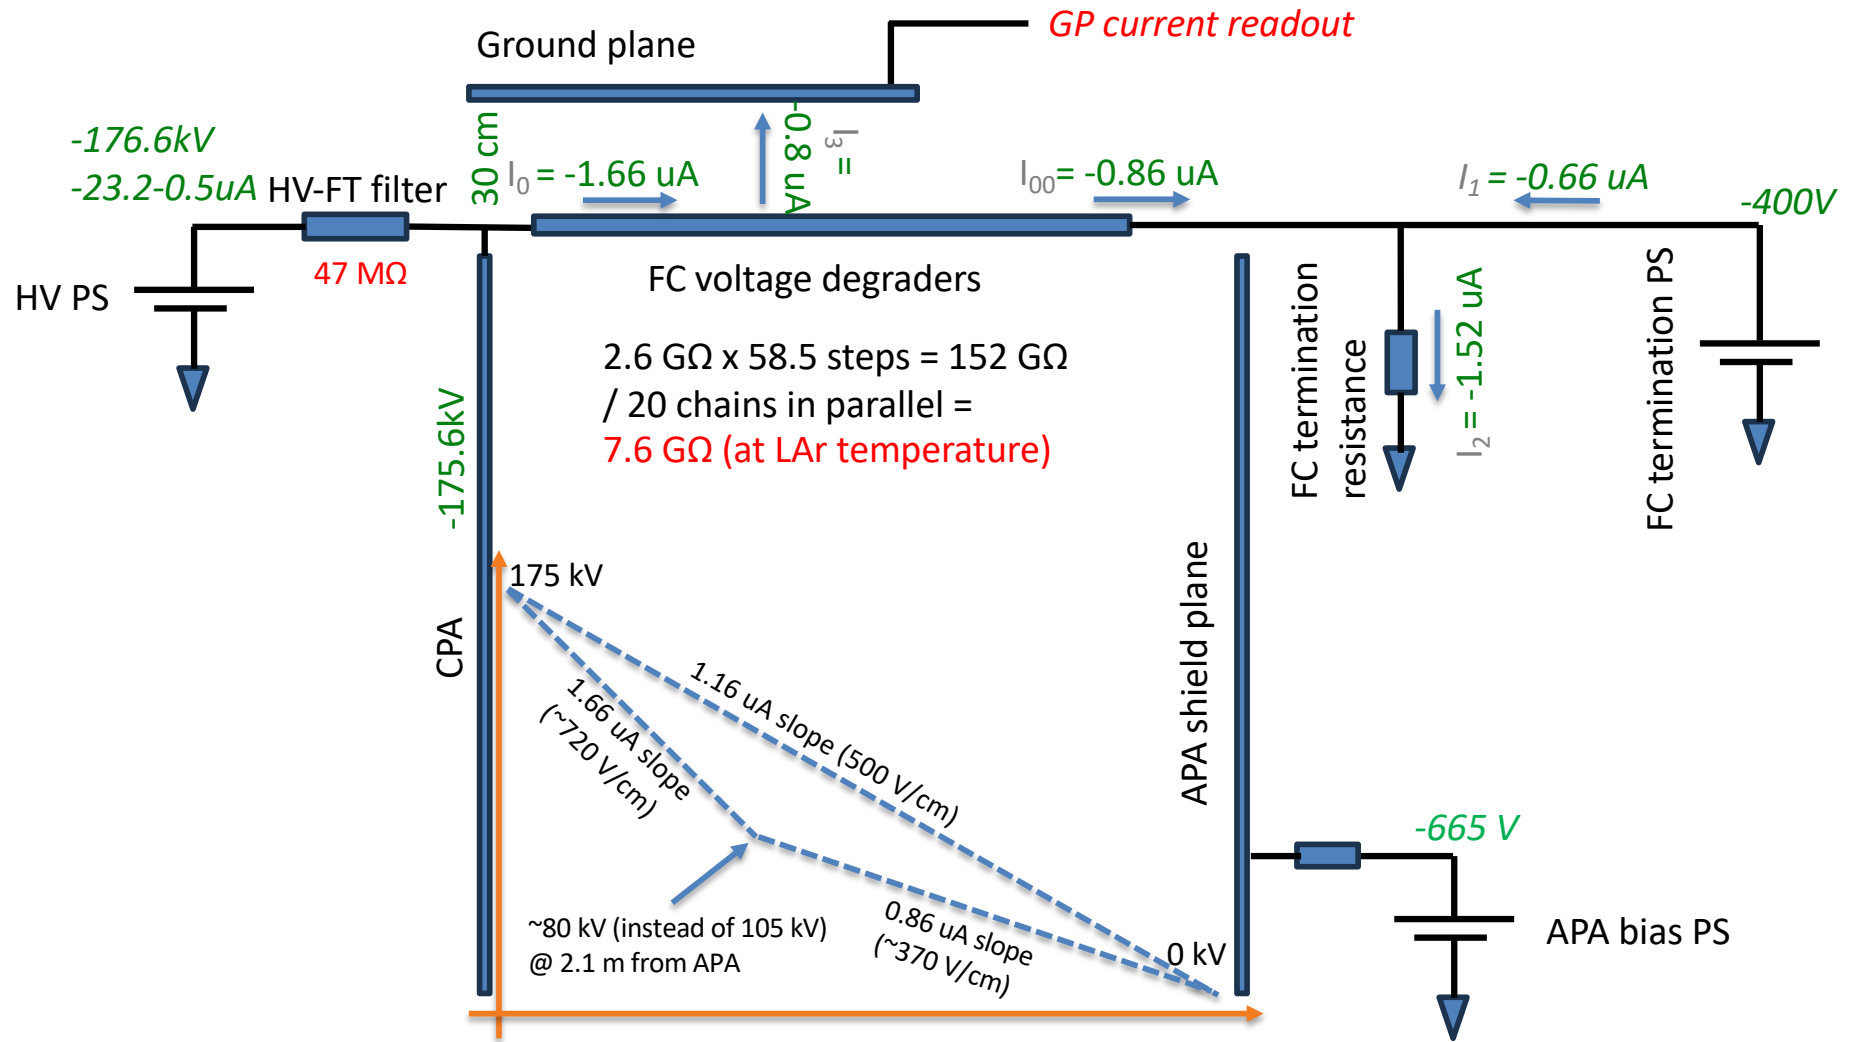 GP current readout
Ground plane
-176.6kV
-23.2-0.5uA
HV-FT filter
30 cm
I0 = -1.66 uA
I3 =
-0.8 uA
I00= -0.86 uA
I1 = -0.66 uA
-400V
47 MΩ
HV PS
FC voltage degraders
2.6 GΩ x 58.5 steps = 152 GΩ
/ 20 chains in parallel =
7.6 GΩ (at LAr temperature)
FC termination
resistance
I2 = -1.52 uA
FC termination PS
-175.6kV
CPA
175 kV
1.16 uA slope (500 V/cm)
1.66 uA slope
(~720 V/cm)
APA shield plane
~80 kV (instead of 105 kV)
@ 2.1 m from APA
0.86 uA slope
(~370 V/cm)
0 kV
-665 V
APA bias PS